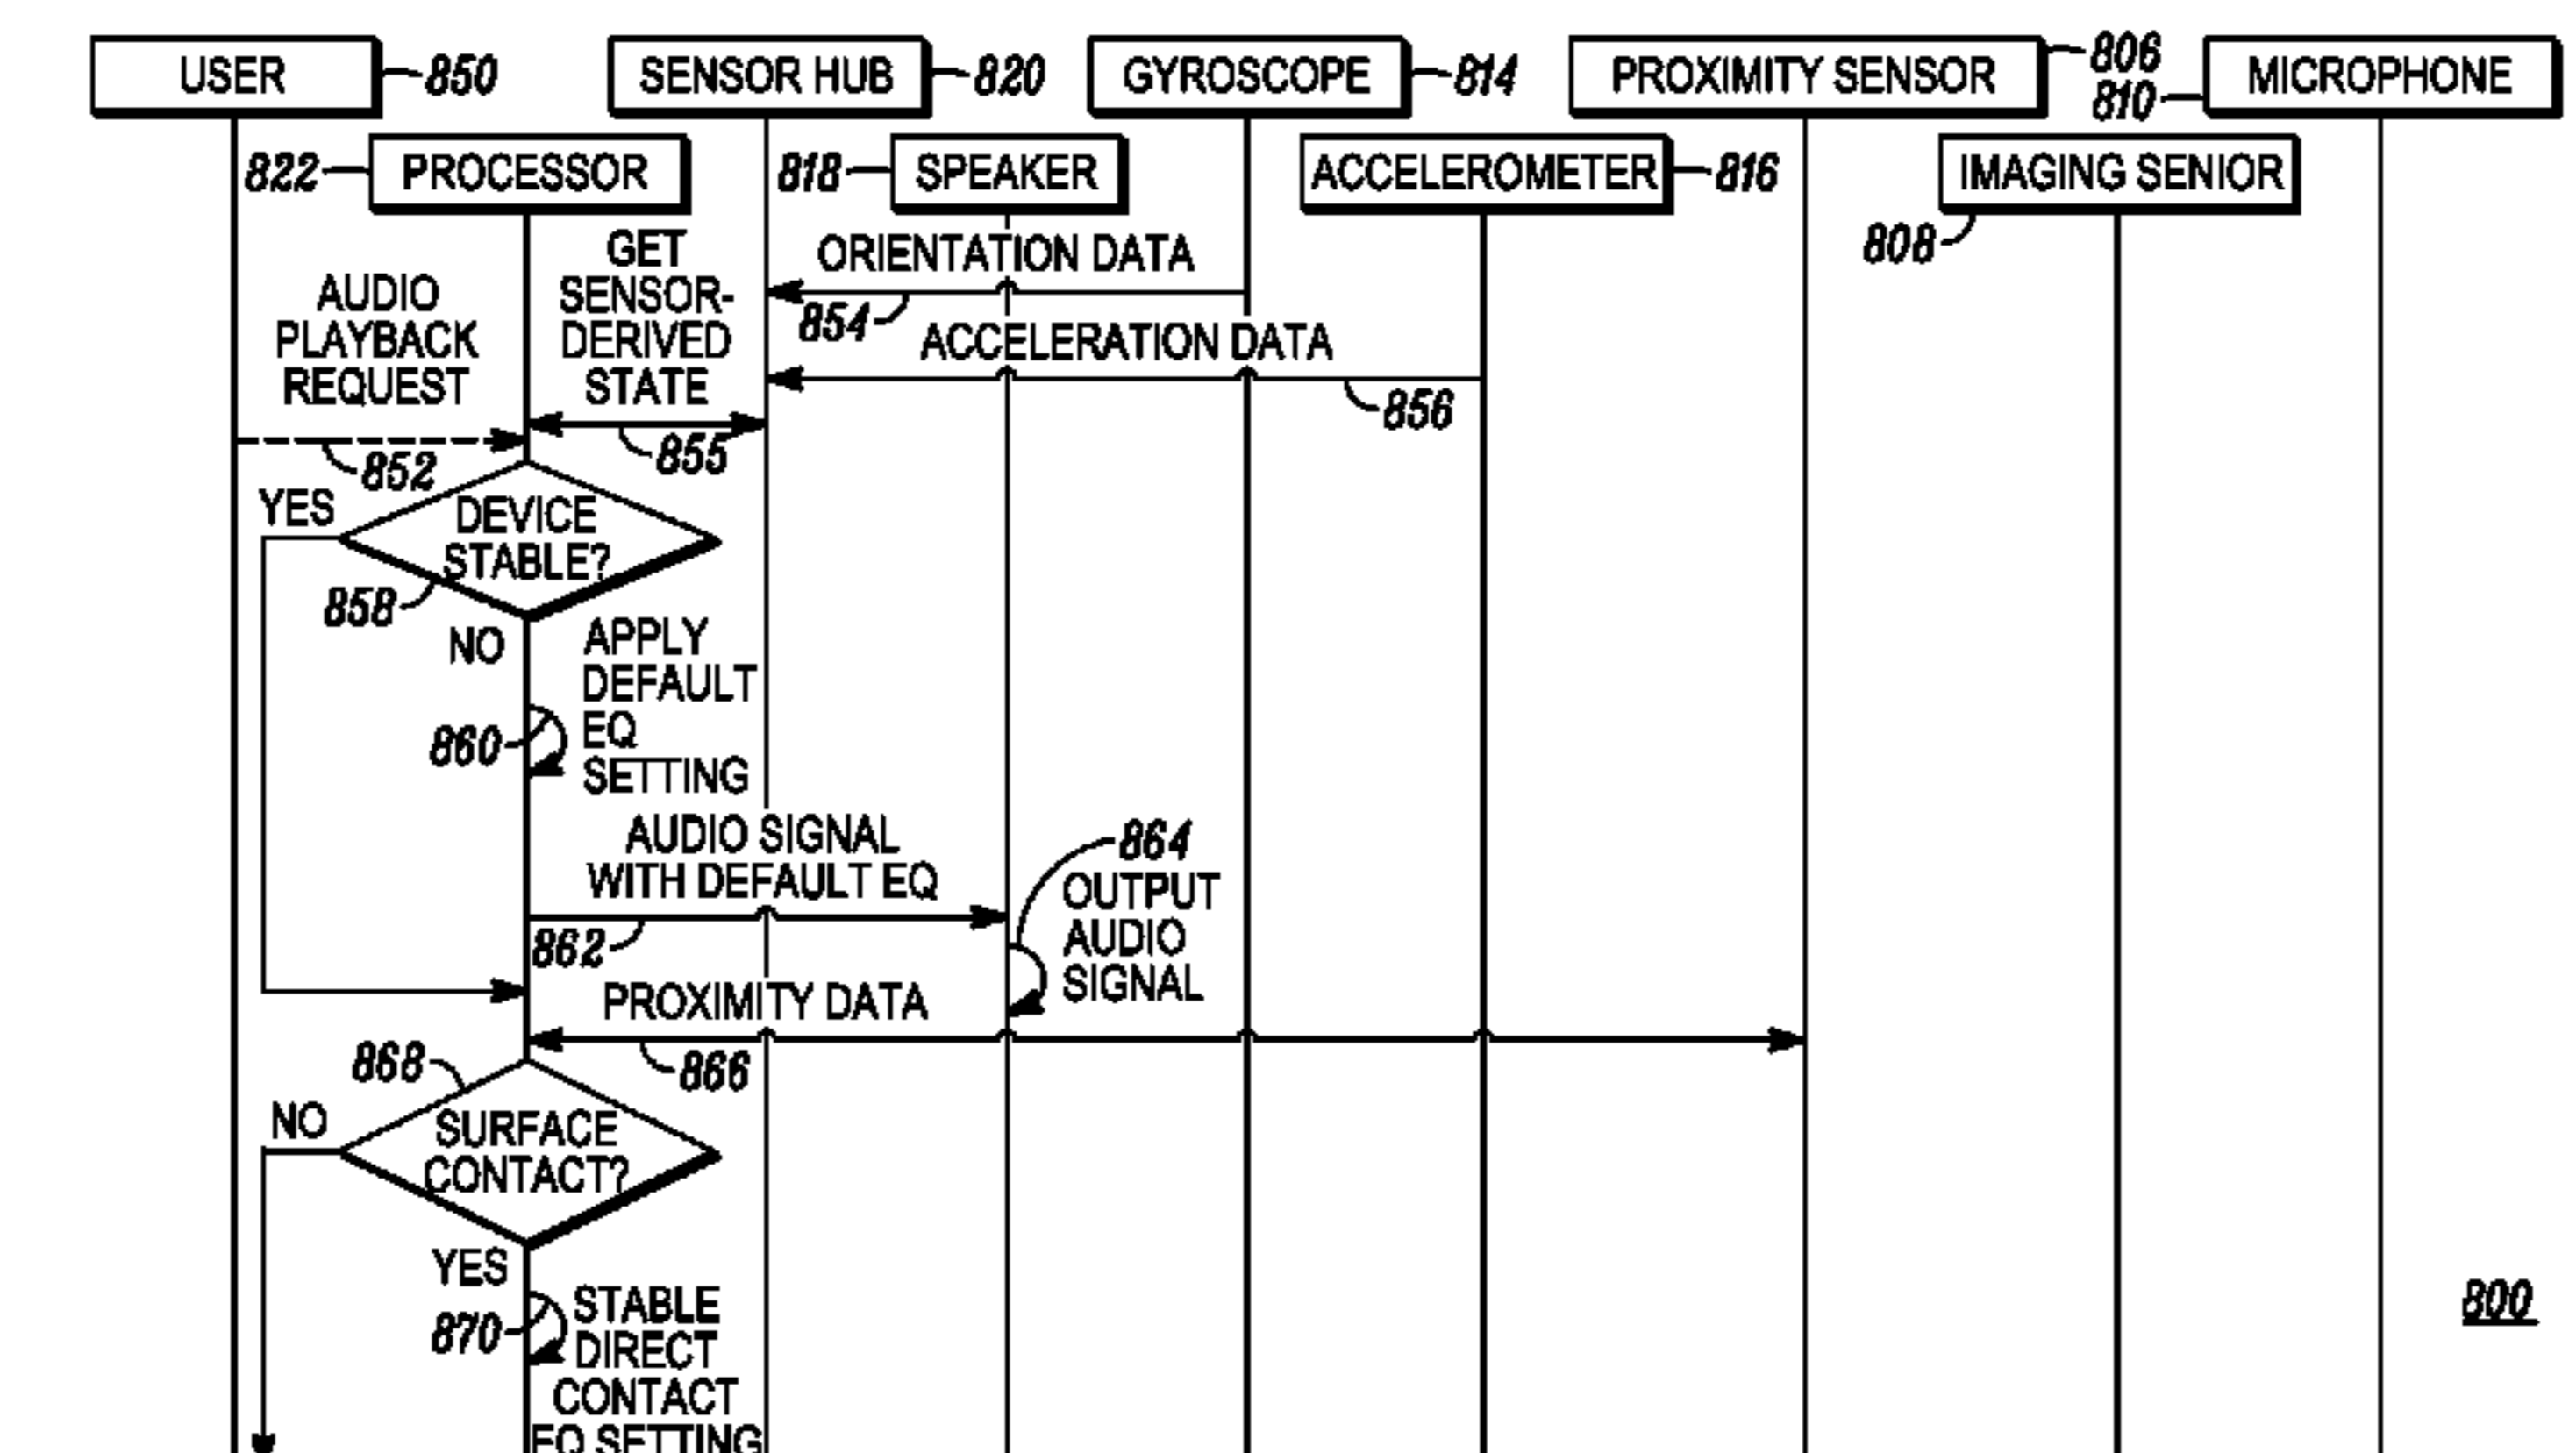 USER
850
SENSOR HUB
820
GYROSCOPE
814
PROXIMITY SENSOR
806
810
MICROPHONE
822
PROCESSOR
818
SPEAKER
ACCELEROMETER
816
IMAGING SENIOR
808
AUDIO
PLAYBACK
REQUEST
852
GET
SENSOR-
DERIVED
STATE
855
ORIENTATION DATA
854
ACCELERATION DATA
856
YES
DEVICE
STABLE?
858
NO
APPLY
DEFAULT
EQ
SETTING
860
AUDIO SIGNAL
WITH DEFAULT EQ
862
864
OUTPUT
AUDIO
SIGNAL
PROXIMITY DATA
866
868
NO
SURFACE
CONTACT?
YES
870
STABLE
DIRECT
CONTACT
EQ SETTING
800